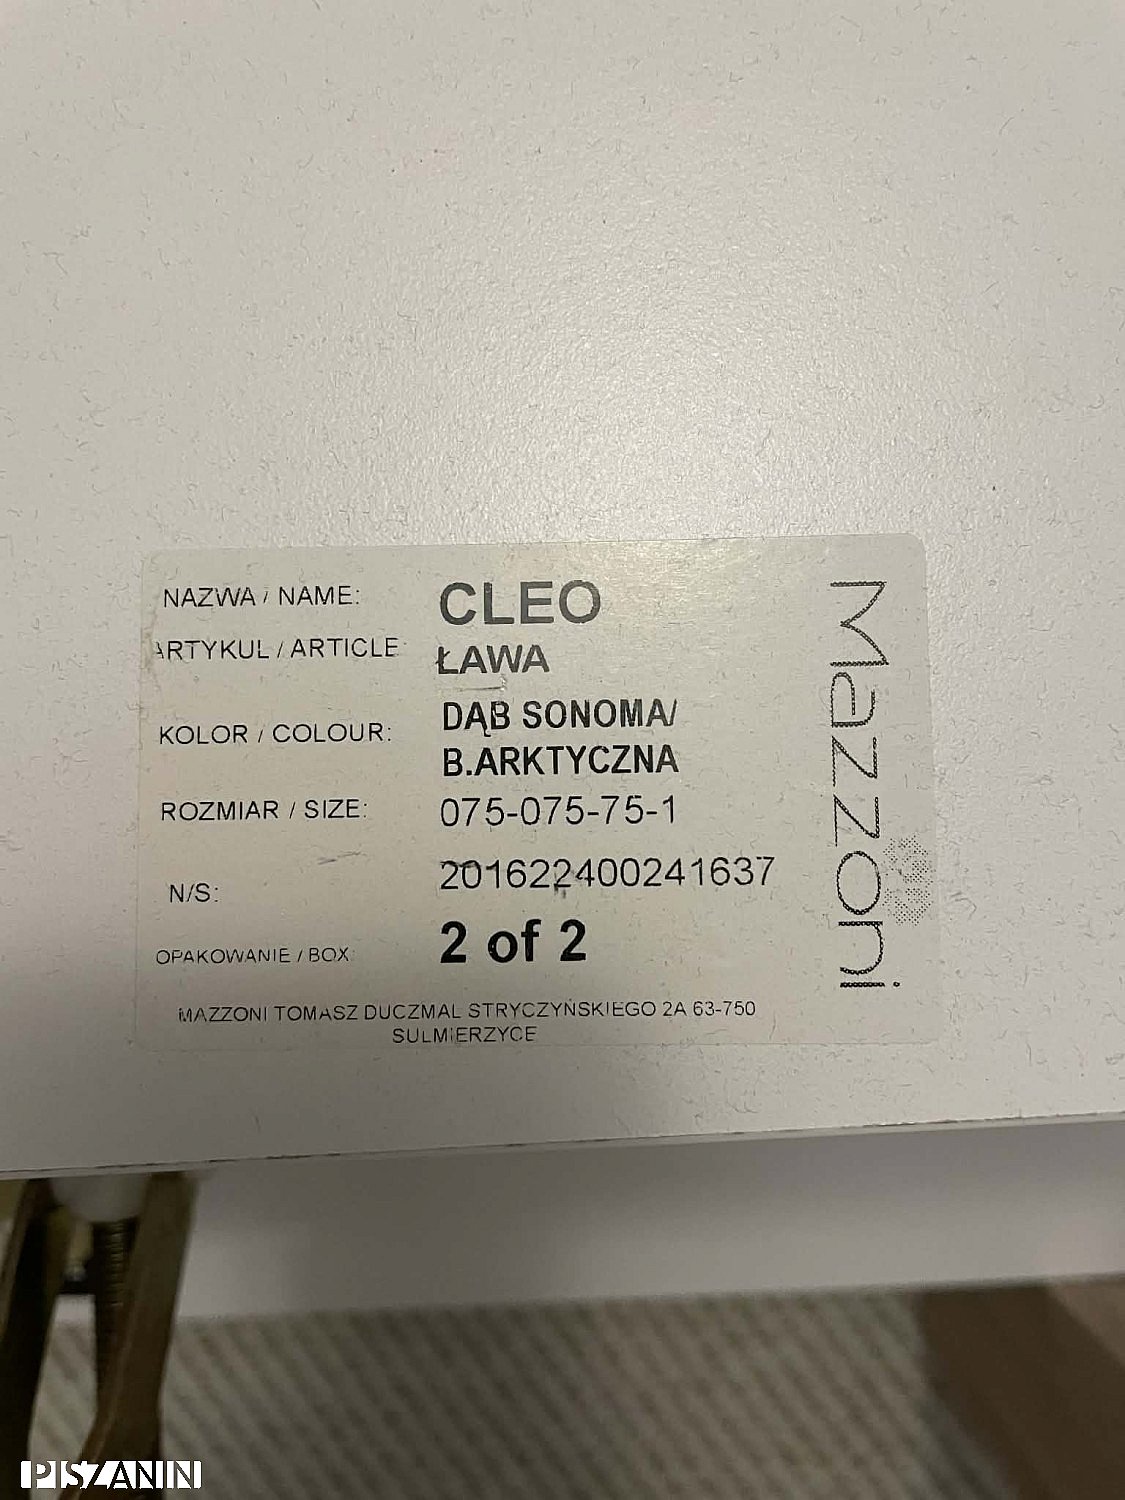 NAZWA / NAME: CLEO
ARTYKUL / ARTICLE: ŁAWA
KOLOR / COLOUR: DĄB SONOMA/
B.ARKTYCZNA
ROZMIAR / SIZE: 075-075-75-1
N/S: 201622400241637
OPAKOWANIE / BOX: 2 of 2
MAZZONI TOMASZ DUCZMAL STRYCZYŃSKIEGO 2A 63-750
SULMIERZYCE
Mazzoni
PISZANIN